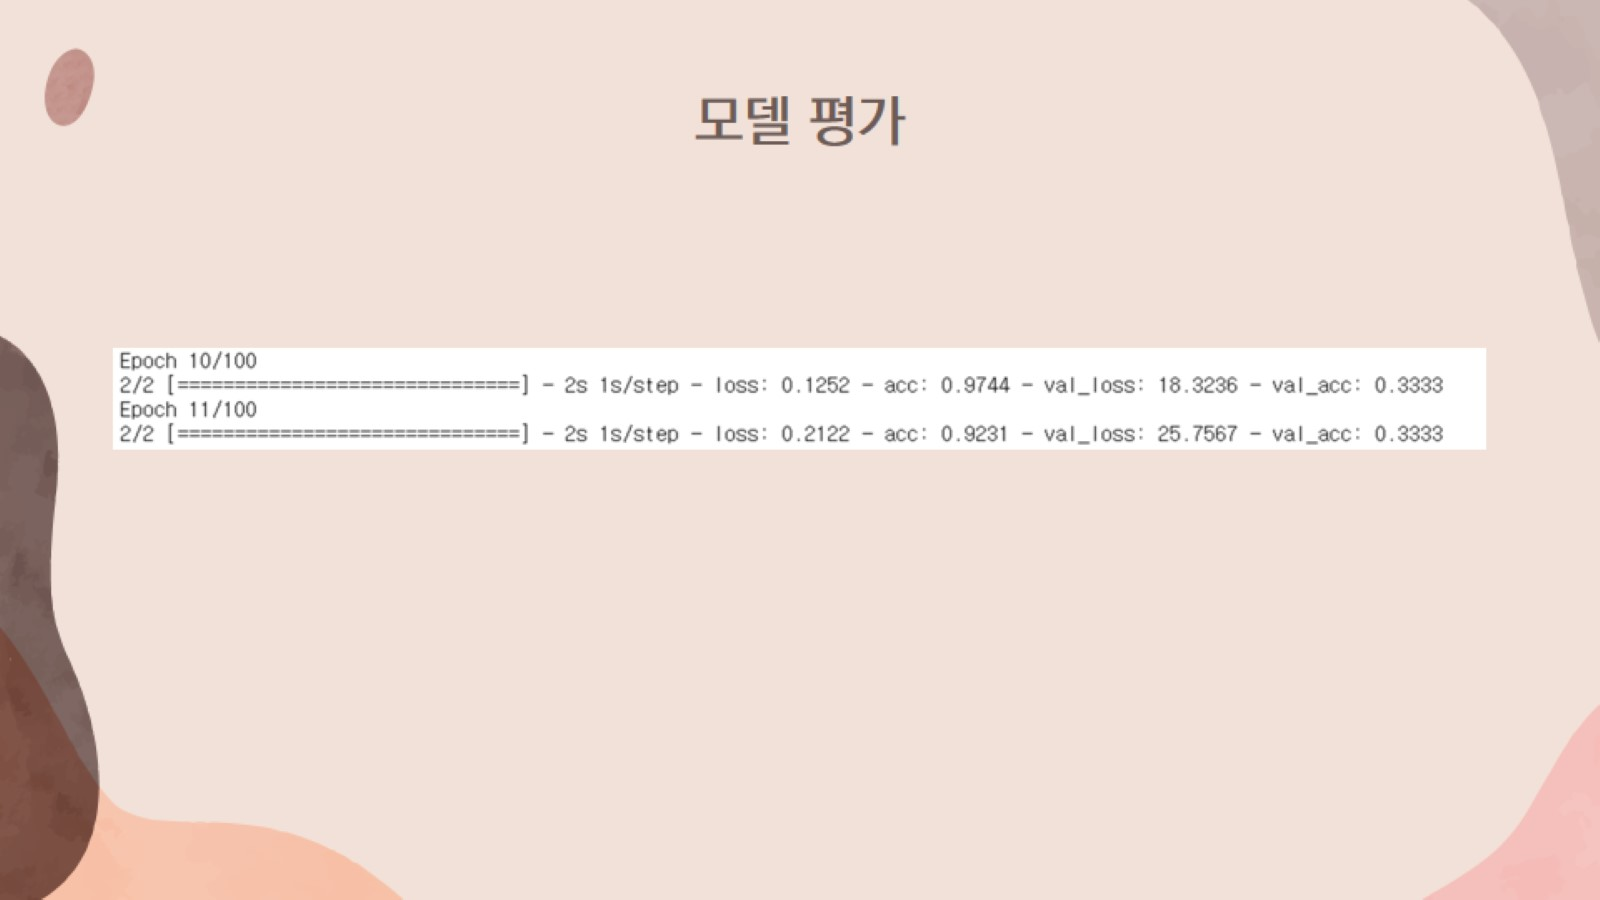 모델 평가
Epoch 10/100
2/2 [==============================] - 2s 1s/step - loss: 0.1252 - acc: 0.9744 - val_loss: 18.3236 - val_acc: 0.3333
Epoch 11/100
2/2 [==============================] - 2s 1s/step - loss: 0.2122 - acc: 0.9231 - val_loss: 25.7567 - val_acc: 0.3333